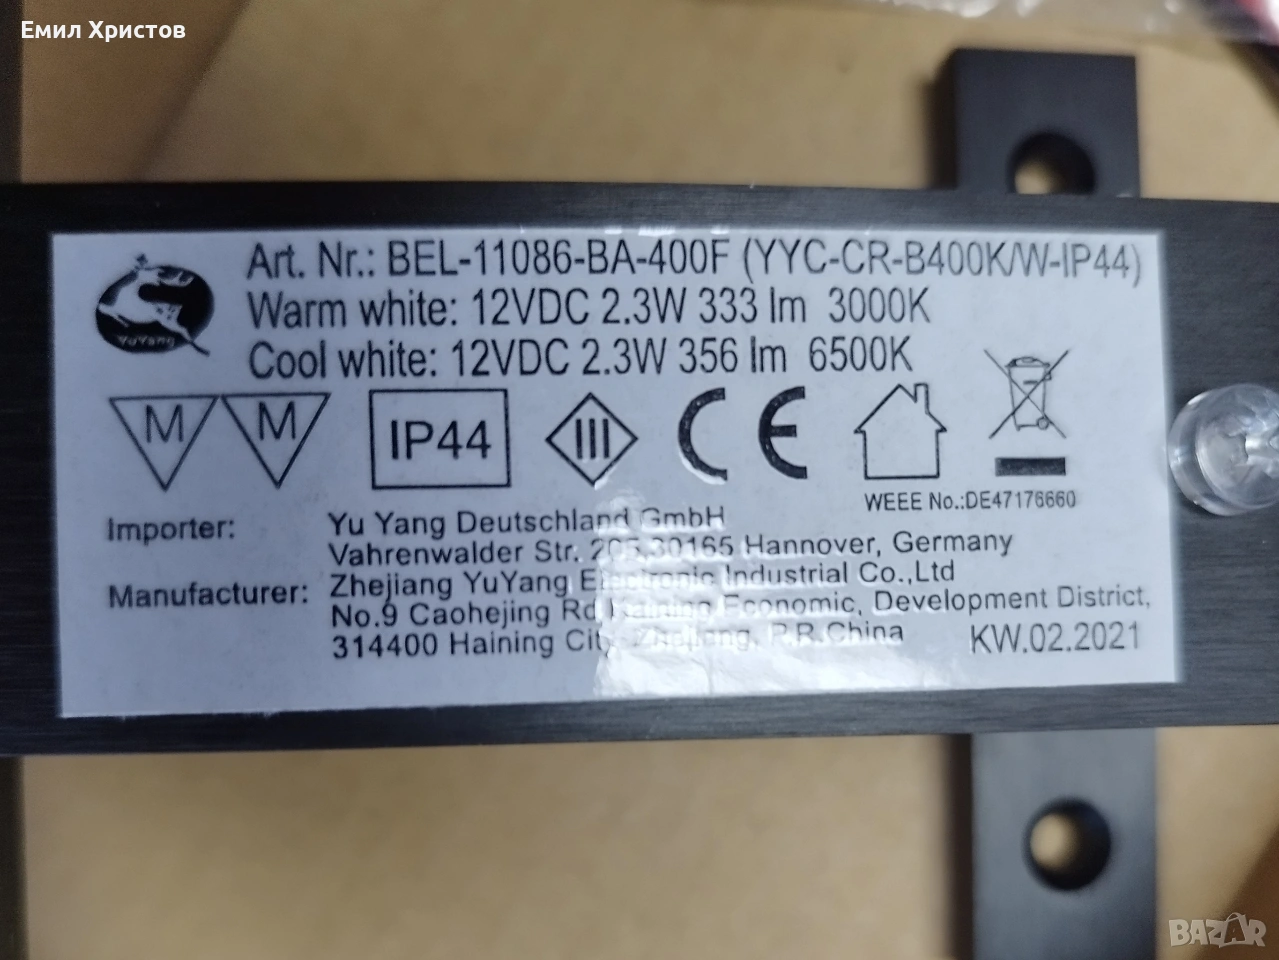 Емил Христов
Art. Nr.: BEL-11086-BA-400F (YYC-CR-B400K/W-IP44)
Warm white: 12VDC 2.3W 333 lm 3000K
Cool white: 12VDC 2.3W 356 lm 6500K
YuYang
M M IP44 III CE
WEEE No.:DE47176660
Importer: Yu Yang Deutschland GmbH
Vahrenwalder Str. 205,30165 Hannover, Germany
Manufacturer: Zhejiang YuYang Electronic Industrial Co.,Ltd
No.9 Caohejing Rd Economic, Development District,
314400 Haining City, Zhejiang, P.R.China
KW.02.2021
BAZAR